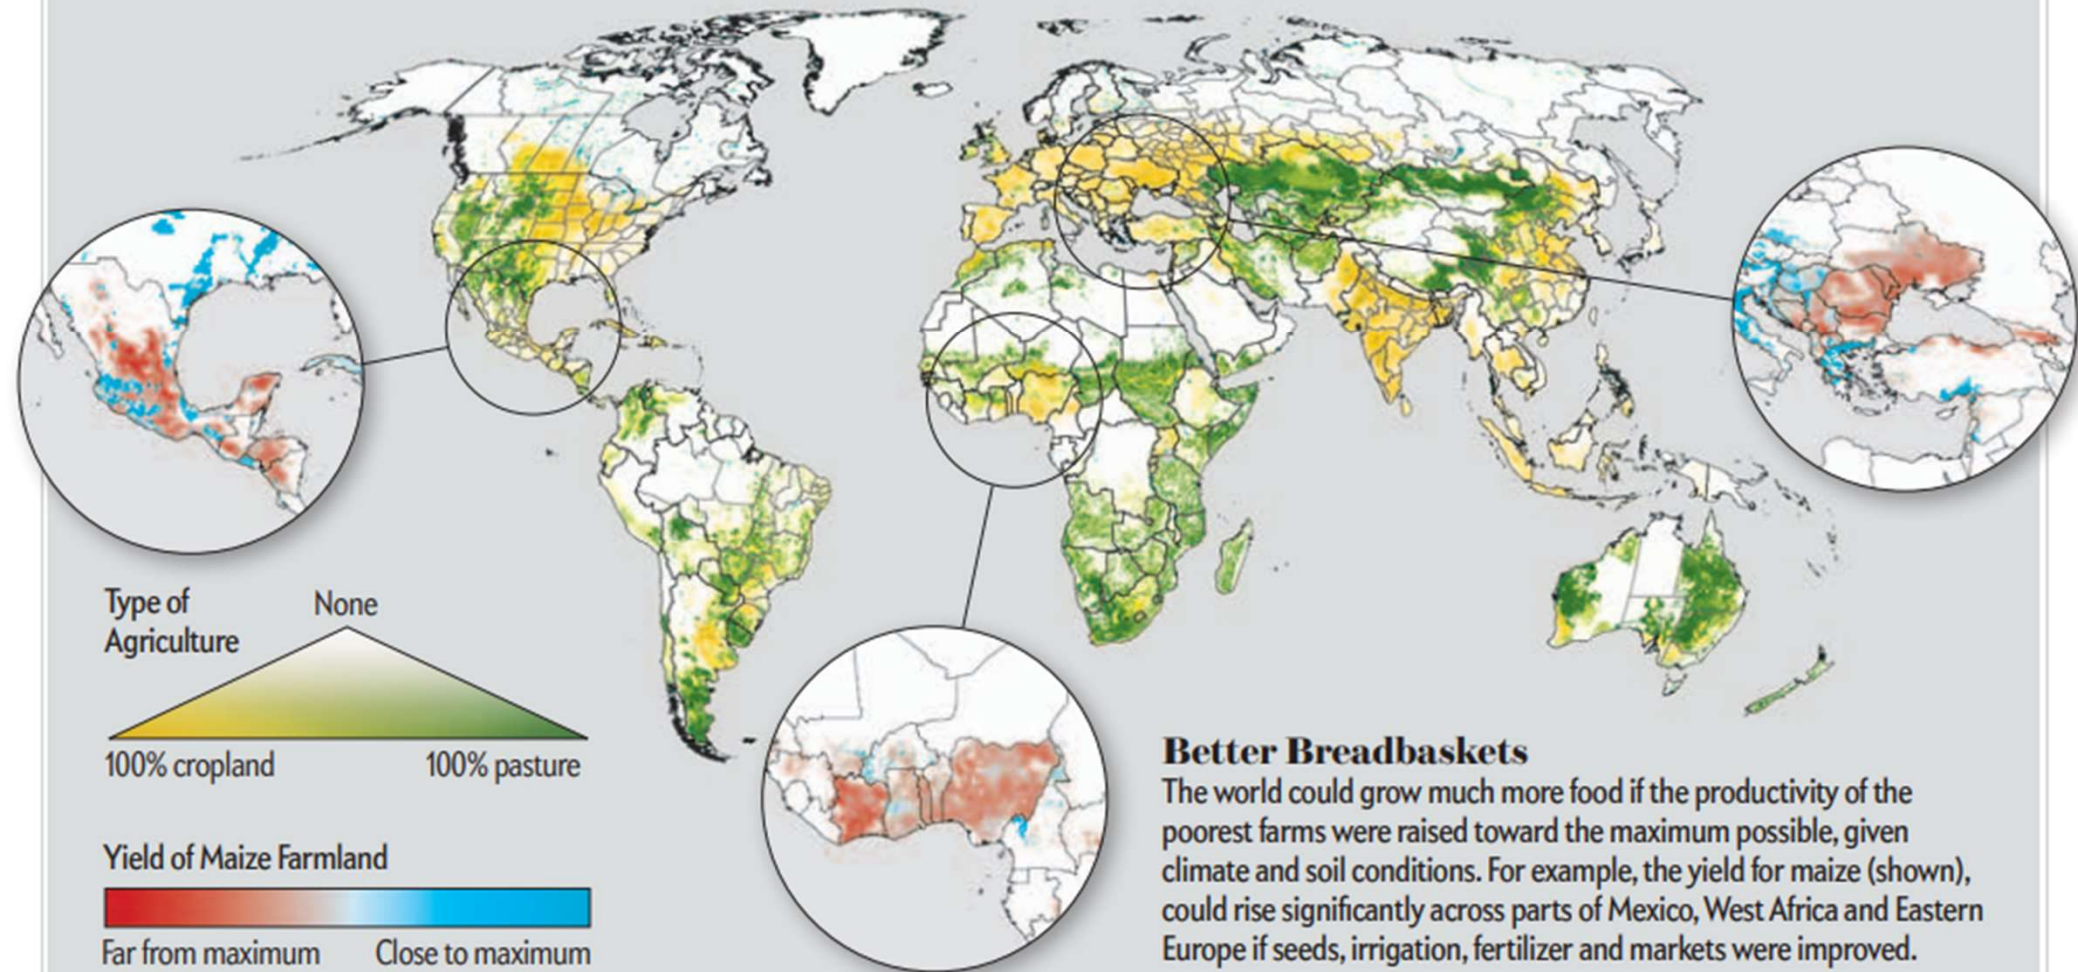 Type of
Agriculture
None
100% cropland
100% pasture
Yield of Maize Farmland
Far from maximum
Close to maximum
Better Breadbaskets
The world could grow much more food if the productivity of the
poorest farms were raised toward the maximum possible, given
climate and soil conditions. For example, the yield for maize (shown),
could rise significantly across parts of Mexico, West Africa and Eastern
Europe if seeds, irrigation, fertilizer and markets were improved.